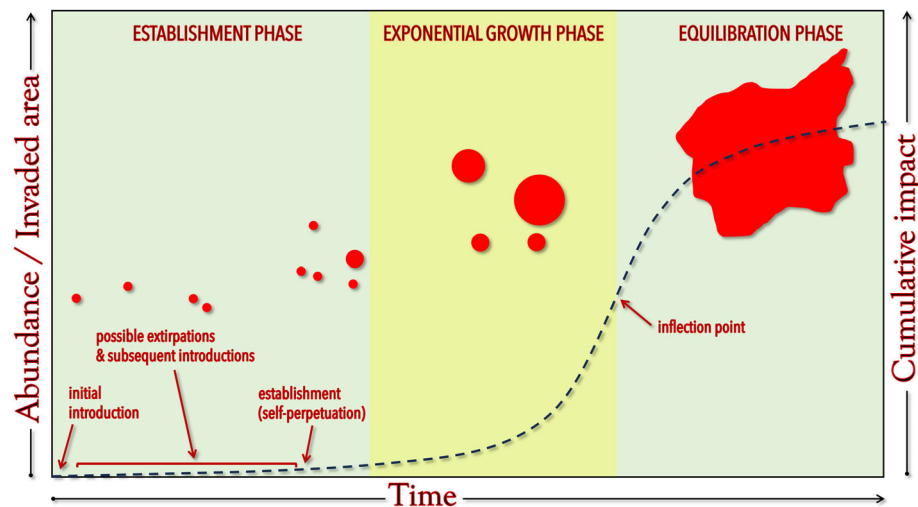 ESTABLISHMENT PHASE
EXPONENTIAL GROWTH PHASE
EQUILIBRATION PHASE
Abundance / Invaded area
Cumulative impact
possible extirpations
& subsequent introductions
initial
introduction
establishment
(self-perpetuation)
inflection point
Time